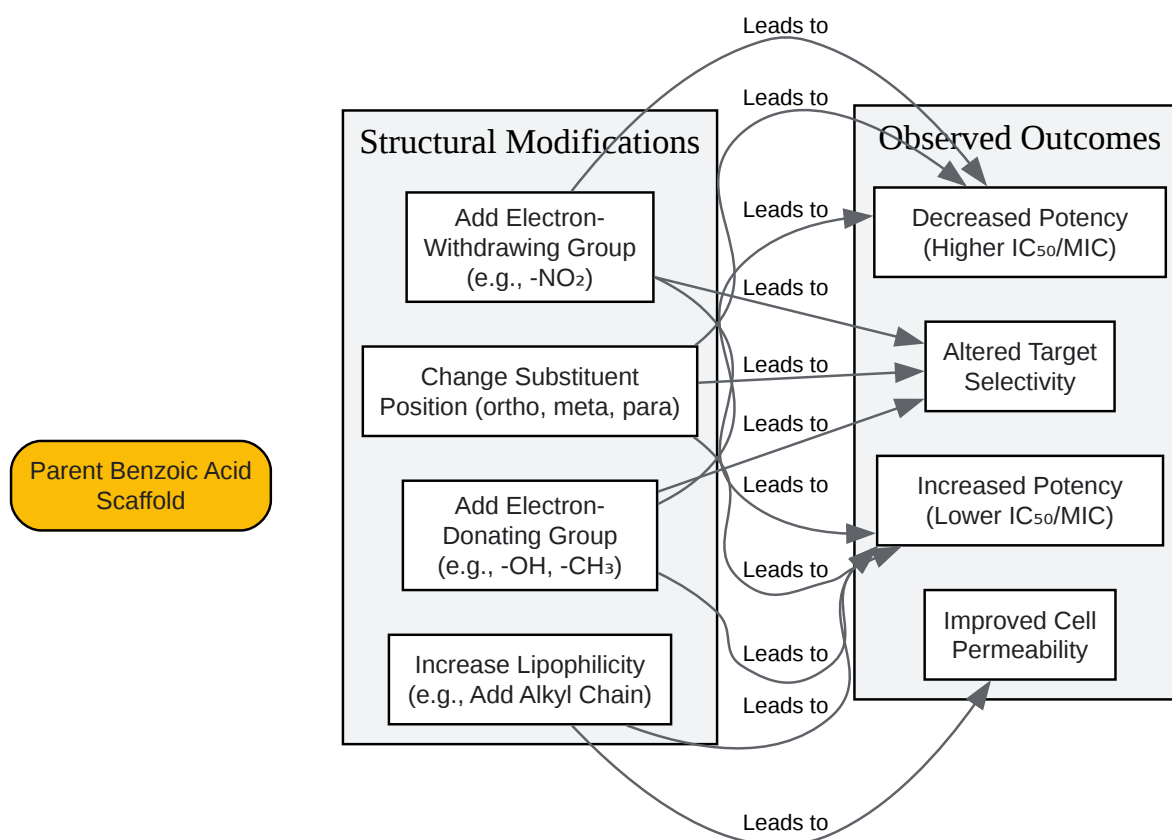 Parent Benzoic Acid
Scaffold
Structural Modifications
Add Electron-
Withdrawing Group
(e.g., -NO₂)
Change Substituent
Position (ortho, meta, para)
Add Electron-
Donating Group
(e.g., -OH, -CH₃)
Increase Lipophilicity
(e.g., Add Alkyl Chain)
Leads to
Leads to
Leads to
Leads to
Leads to
Leads to
Leads to
Leads to
Leads to
Leads to
Leads to
Observed Outcomes
Decreased Potency
(Higher IC₅₀/MIC)
Altered Target
Selectivity
Increased Potency
(Lower IC₅₀/MIC)
Improved Cell
Permeability